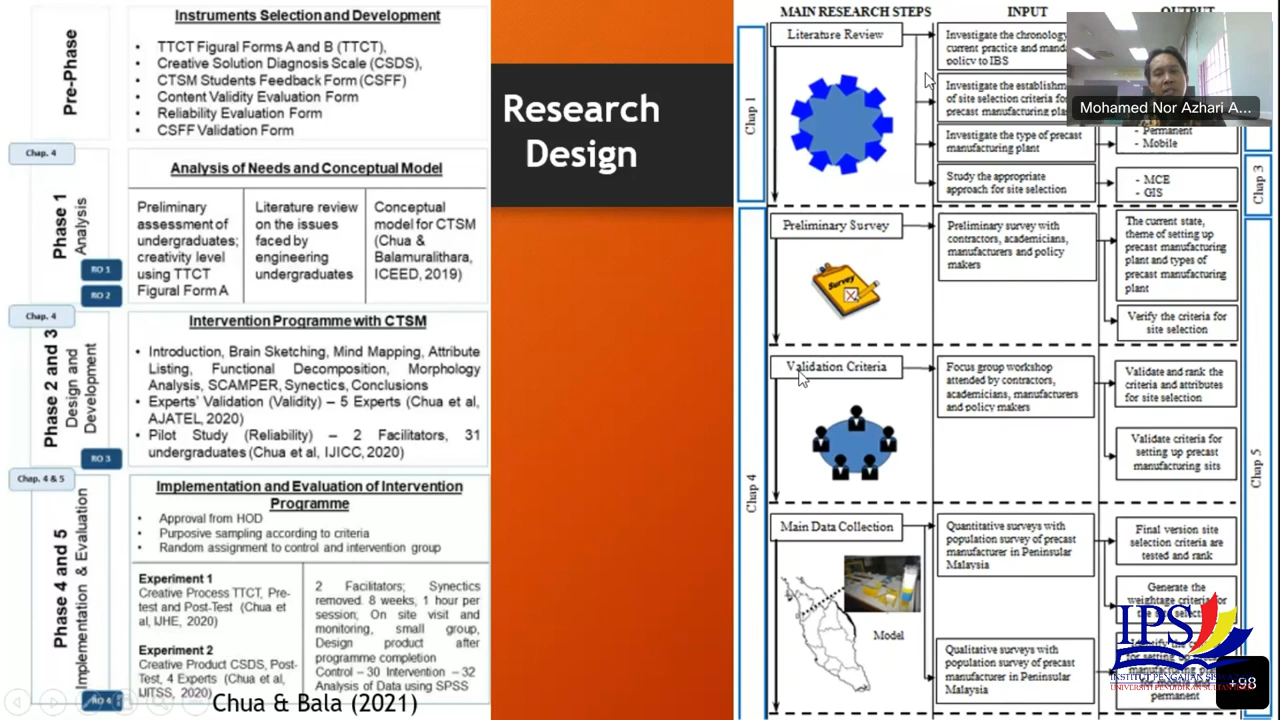 Instruments Selection and Development
Pre-Phase
• TTCT Figural Forms A and B (TTCT),
• Creative Solution Diagnosis Scale (CSDS),
• CTSM Students Feedback Form (CSFF)
• Content Validity Evaluation Form
• Reliability Evaluation Form
• CSFF Validation Form
Chap. 4
Phase 1
Analysis
RO 1
RO 2
Analysis of Needs and Conceptual Model
Preliminary
assessment of
undergraduates;
creativity level
using TTCT
Figural Form A
Literature review
on the issues
faced by
engineering
undergraduates
Conceptual
model for CTSM
(Chua &
Balamuralithara,
ICEED, 2019)
Chap. 4
Phase 2 and 3
Design and
Development
RO 3
Intervention Programme with CTSM
• Introduction, Brain Sketching, Mind Mapping, Attribute
Listing, Functional Decomposition, Morphology
Analysis, SCAMPER, Synectics, Conclusions
• Experts' Validation (Validity) – 5 Experts (Chua et al,
AJATEL, 2020)
• Pilot Study (Reliability) – 2 Facilitators, 31
undergraduates (Chua et al, IJICC, 2020)
Chap. 4 & 5
Phase 4 and 5
Implementation & Evaluation
RO 4
Implementation and Evaluation of Intervention
Programme
• Approval from HOD
• Purposive sampling according to criteria
• Random assignment to control and intervention group
Experiment 1
Creative Process TTCT, Pre-
test and Post-Test (Chua et
al, IJHE, 2020)
Experiment 2
Creative Product CSDS, Post-
Test, 4 Experts (Chua et al,
IJITSS, 2020)
2 Facilitators; Synectics
removed. 8 weeks, 1 hour per
session; On site visit and
monitoring, small group,
Design product after
programme completion
Control – 30 Intervention – 32
Analysis of Data using SPSS
Chua & Bala (2021)
Research
Design
MAIN RESEARCH STEPS
INPUT
OUTPUT
Chap 1
Literature Review
Investigate the chronology
current practice and
policy to IBS
Investigate the
of site selection criteria for
precast manufacturing
Investigate the type of precast
manufacturing plant
Study the appropriate
approach for site selection
Mohamed Nor Azhari A...
- Permanent
- Mobile
- MCE
- GIS
Chap 3
Chap 4
Preliminary Survey
Survey
Preliminary survey with
contractors, academicians,
manufacturers and policy
makers
The current state,
theme of setting up
precast manufacturing
plant and types of
precast manufacturing
plant
Verify the criteria for
site selection
Validation Criteria
Focus group workshop
attended by contractors,
academicians, manufacturers
and policy makers
Validate and rank the
criteria and attributes
for site selection
Validate criteria for
setting up precast
manufacturing sits
Chap 5
Main Data Collection
Model
Quantitative surveys with
population survey of precast
manufacturer in Peninsular
Malaysia
Qualitative surveys with
population survey of precast
manufacturer in Peninsular
Malaysia
Final version site
selection criteria are
tested and rank
Generate the
weightage criteria for
permanent
IPS
INSTITUT PENGAJIAN
UNIVERSITI PENDIDIKAN SULTAN
+98